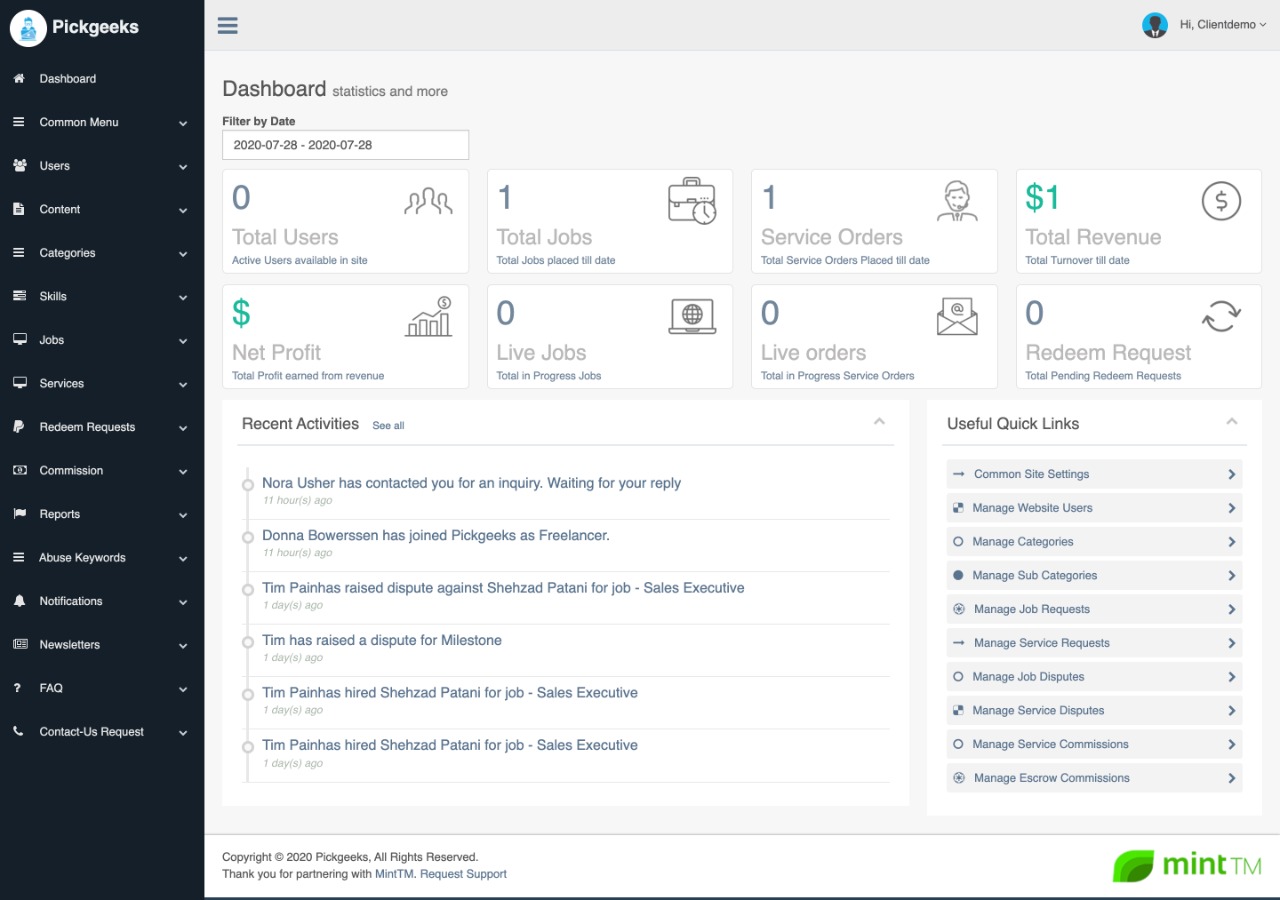 Pickgeeks
Hi, Clientdemo
Dashboard
Common Menu
Users
Content
Categories
Skills
Jobs
Services
Redeem Requests
Commission
Reports
Abuse Keywords
Notifications
Newsletters
? FAQ
Contact-Us Request
Dashboard statistics and more
Filter by Date
2020-07-28 - 2020-07-28
0
Total Users
Active Users available in site
1
Total Jobs
Total Jobs placed till date
1
Service Orders
Total Service Orders Placed till date
$1
$
Total Revenue
Total Turnover till date
$
$
Net Profit
Total Profit earned from revenue
0
Live Jobs
Total in Progress Jobs
0
@
Live orders
Total in Progress Service Orders
0
Redeem Request
Total Pending Redeem Requests
Recent Activities See all
Nora Usher has contacted you for an inquiry. Waiting for your reply
11 hour(s) ago
Donna Bowerssen has joined Pickgeeks as Freelancer.
11 hour(s) ago
Tim Painhas raised dispute against Shehzad Patani for job - Sales Executive
1 day(s) ago
Tim has raised a dispute for Milestone
1 day(s) ago
Tim Painhas hired Shehzad Patani for job - Sales Executive
1 day(s) ago
Tim Painhas hired Shehzad Patani for job - Sales Executive
1 day(s) ago
Useful Quick Links
Common Site Settings
Manage Website Users
Manage Categories
Manage Sub Categories
Manage Job Requests
Manage Service Requests
Manage Job Disputes
Manage Service Disputes
Manage Service Commissions
Manage Escrow Commissions
Copyright © 2020 Pickgeeks, All Rights Reserved.
Thank you for partnering with MintTM. Request Support
mintTM